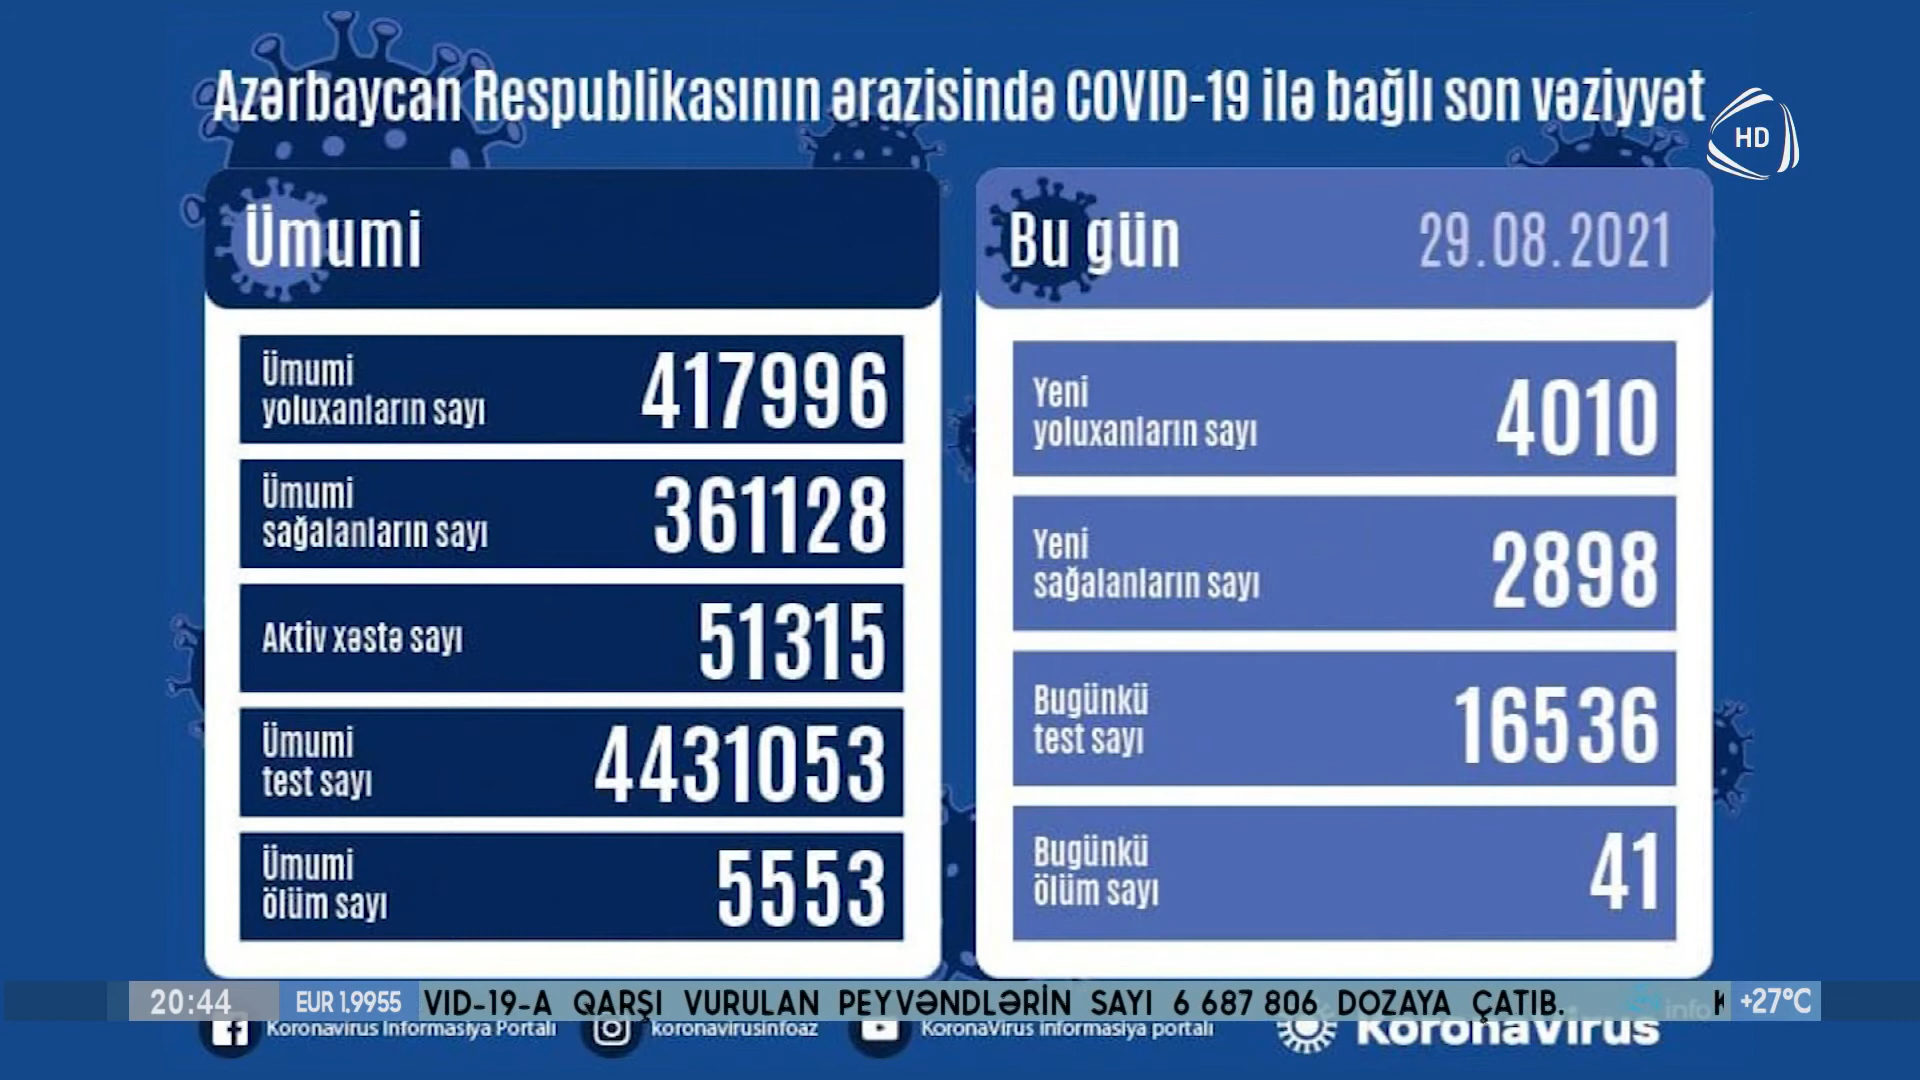 Azərbaycan Respublikasının ərazisində COVID-19 ilə bağlı son vəziyyət
HD
Ümumi
Ümumi
yoluxanların sayı
417996
Ümumi
sağalanların sayı
361128
Aktiv xəstə sayı
51315
Ümumi
test sayı
4431053
Ümumi
ölüm sayı
5553
Bu gün
29.08.2021
Yeni
yoluxanların sayı
4010
Yeni
sağalanların sayı
2898
Bugünkü
test sayı
16536
Bugünkü
ölüm sayı
41
20:44
EUR 1,9955
VID-19-A QARŞI VURULAN PEYVƏNDLƏRİN SAYI 6 687 806 DOZAYA ÇATIB.
+27°C
Koronavirus İnformasiya Portalı
koronavirusinfoaz
KoronaVirus informasiya portalı
info
KoronaVirus